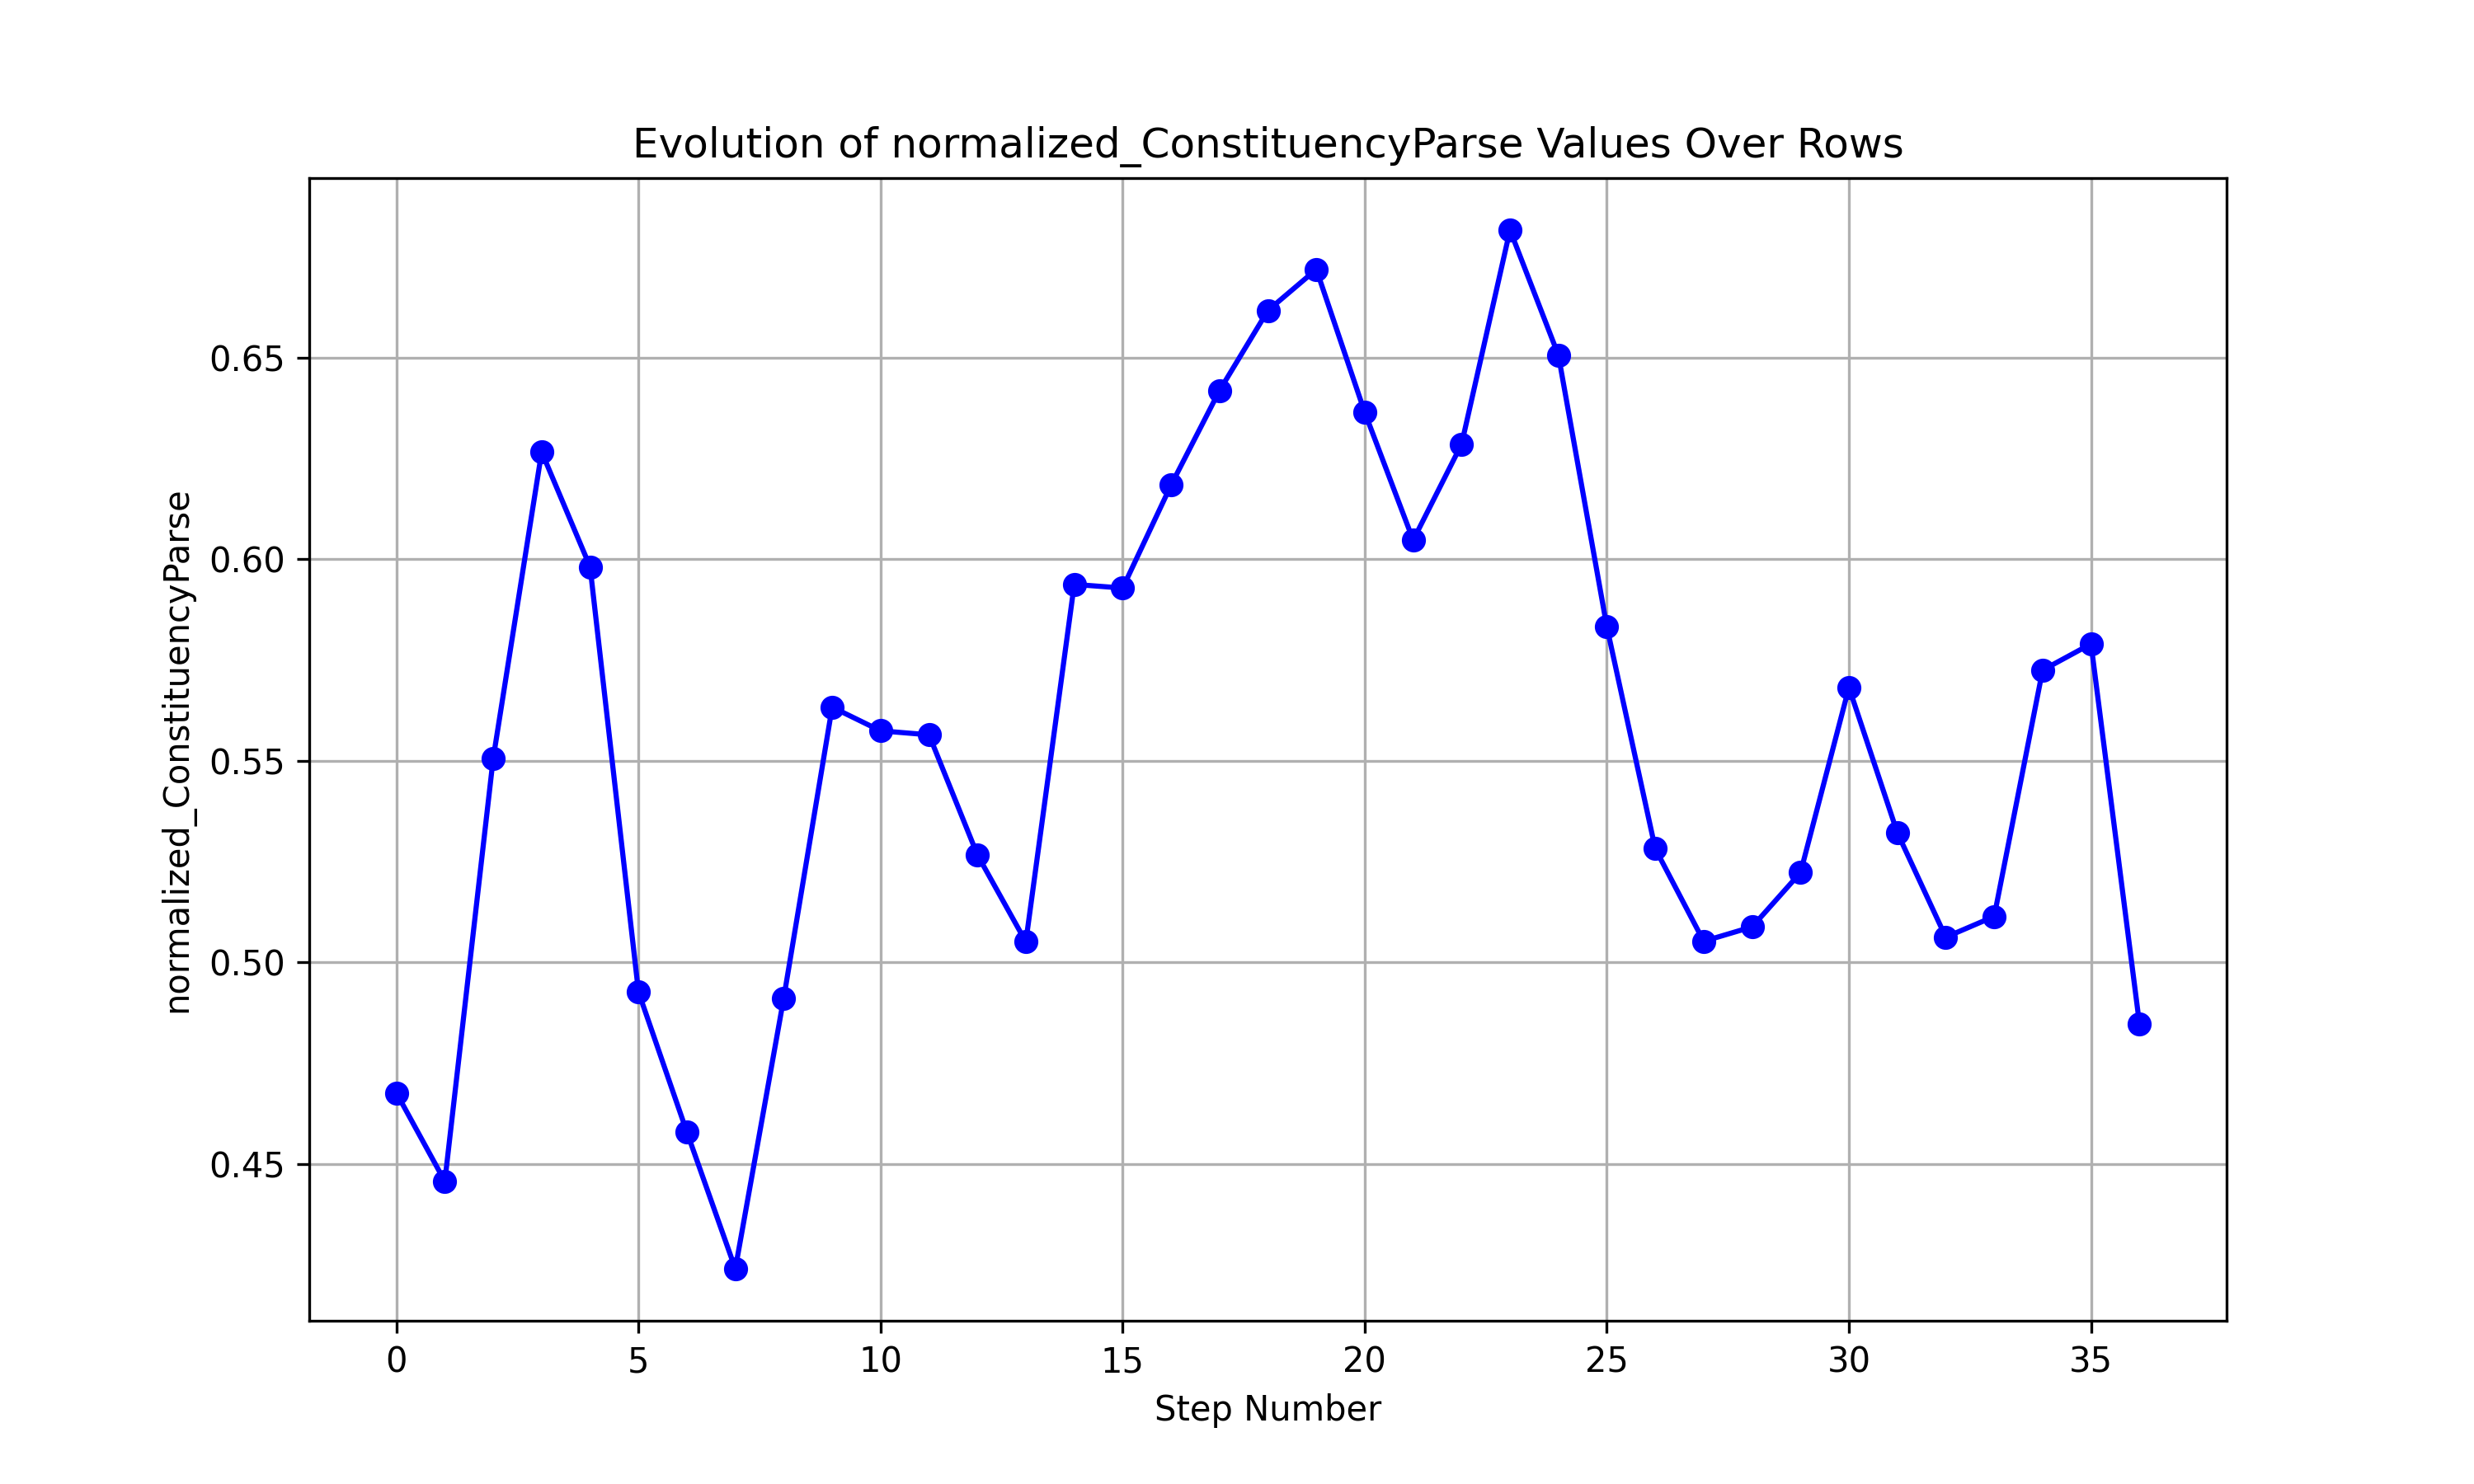 Evolution of normalized_ConstituencyParse Values Over Rows
normalized_ConstituencyParse
0.65
0.60
0.55
0.50
0.45
0 5 10 15 20 25 30 35
Step Number